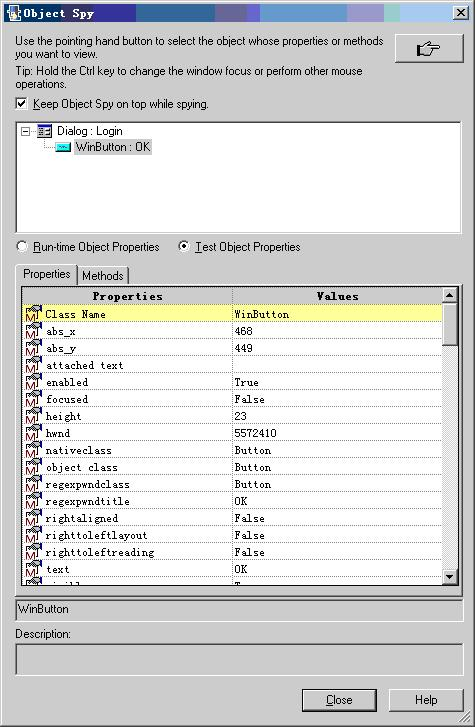 Object Spy
Use the pointing hand button to select the object whose properties or methods
you want to view.
Tip: Hold the Ctrl key to change the window focus or perform other mouse
operations.
Keep Object Spy on top while spying.
Dialog : Login
WinButton : OK
Run-time Object Properties Test Object Properties
Properties Methods
Properties Values
Class Name WinButton
abs_x 468
abs_y 449
attached text
enabled True
focused False
height 23
hwnd 5572410
nativeclass Button
object class Button
regexpwndclass Button
regexpwndtitle OK
rightaligned False
righttoleftlayout False
righttoleftreading False
text OK
WinButton
Description:
Close Help